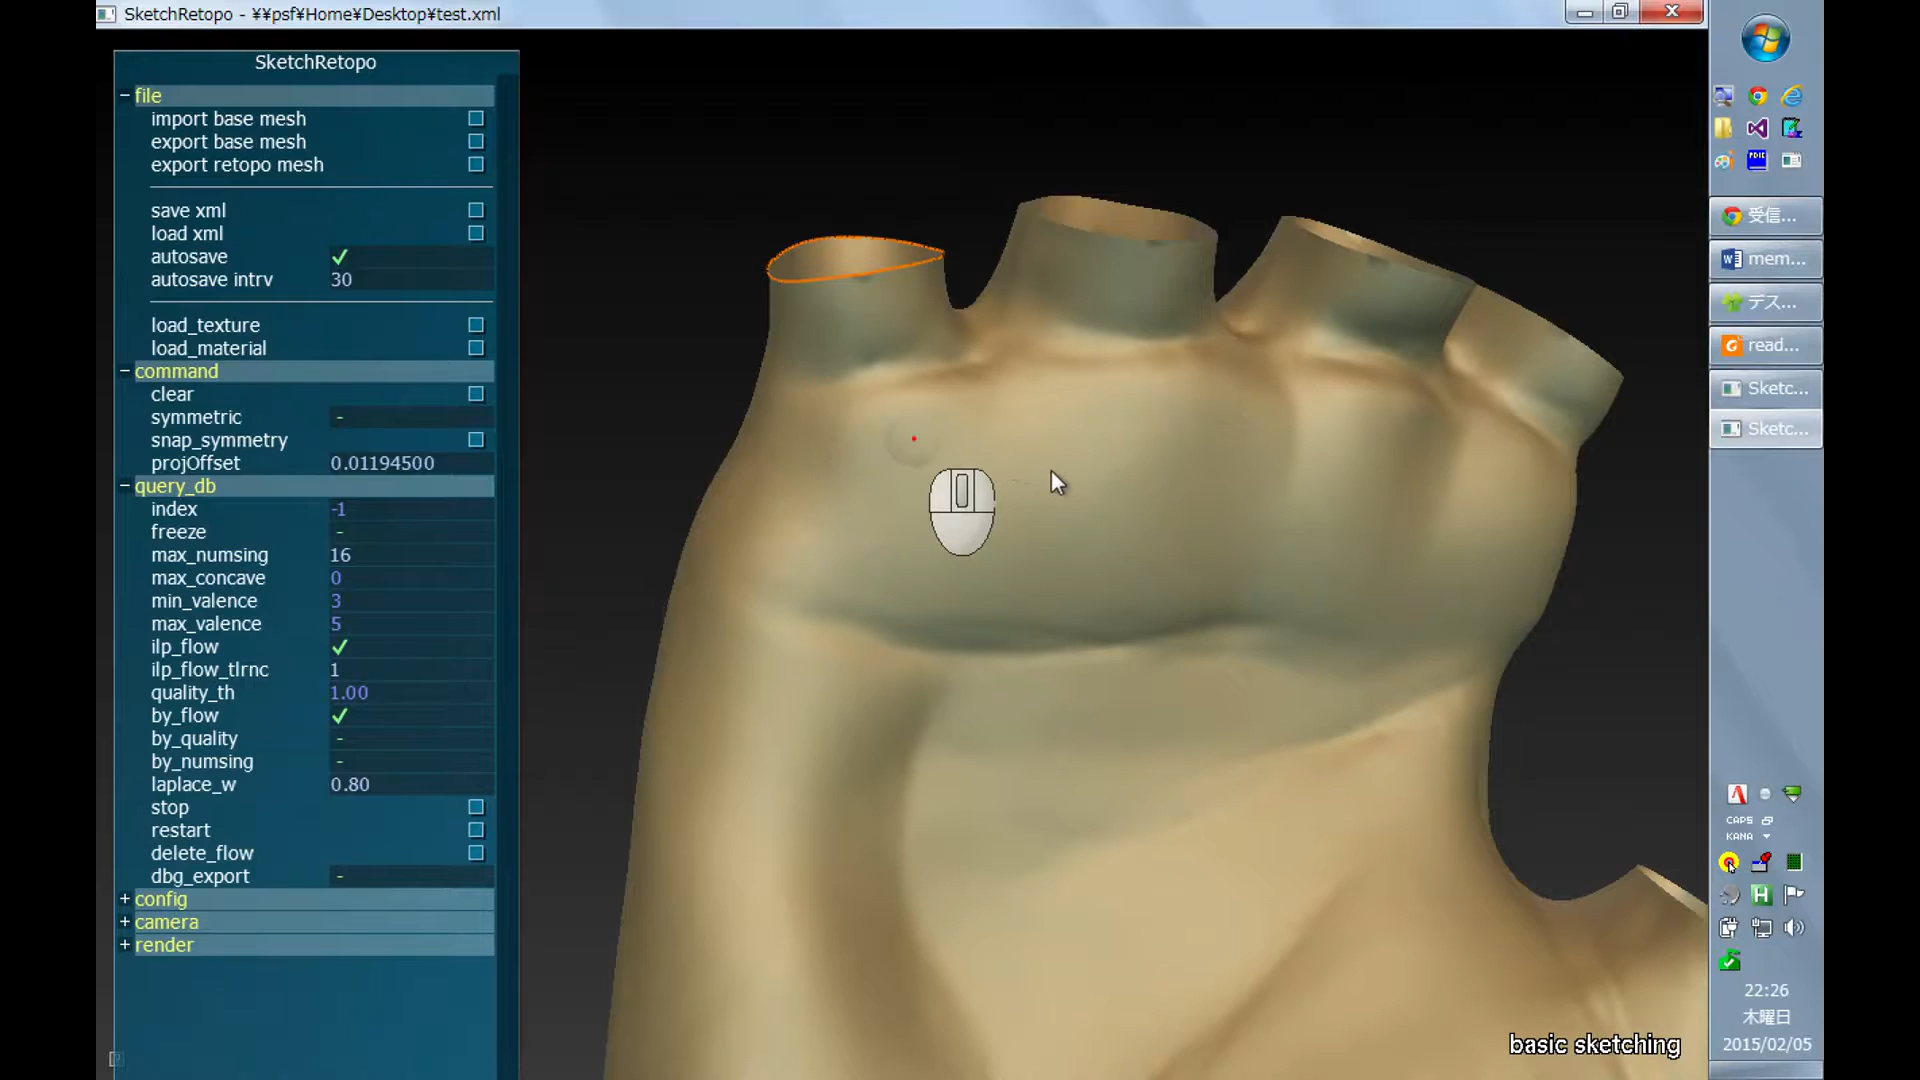 SketchRetopo - ¥¥psf¥Home¥Desktop¥test.xml
SketchRetopo
− file
import base mesh
export base mesh
export retopo mesh
save xml
load xml
autosave ✓
autosave intrv 30
load_texture
load_material
− command
clear
symmetric -
snap_symmetry
projOffset 0.01194500
− query_db
index -1
freeze -
max_numsing 16
max_concave 0
min_valence 3
max_valence 5
ilp_flow ✓
ilp_flow_tlrnc 1
quality_th 1.00
by_flow ✓
by_quality -
by_numsing -
laplace_w 0.80
stop
restart
delete_flow
dbg_export -
+ config
+ camera
+ render
PDIC
受信...
mem...
デス...
read...
Sketc...
Sketc...
CAPS
KANA
22:26
木曜日
2015/02/05
basic sketching